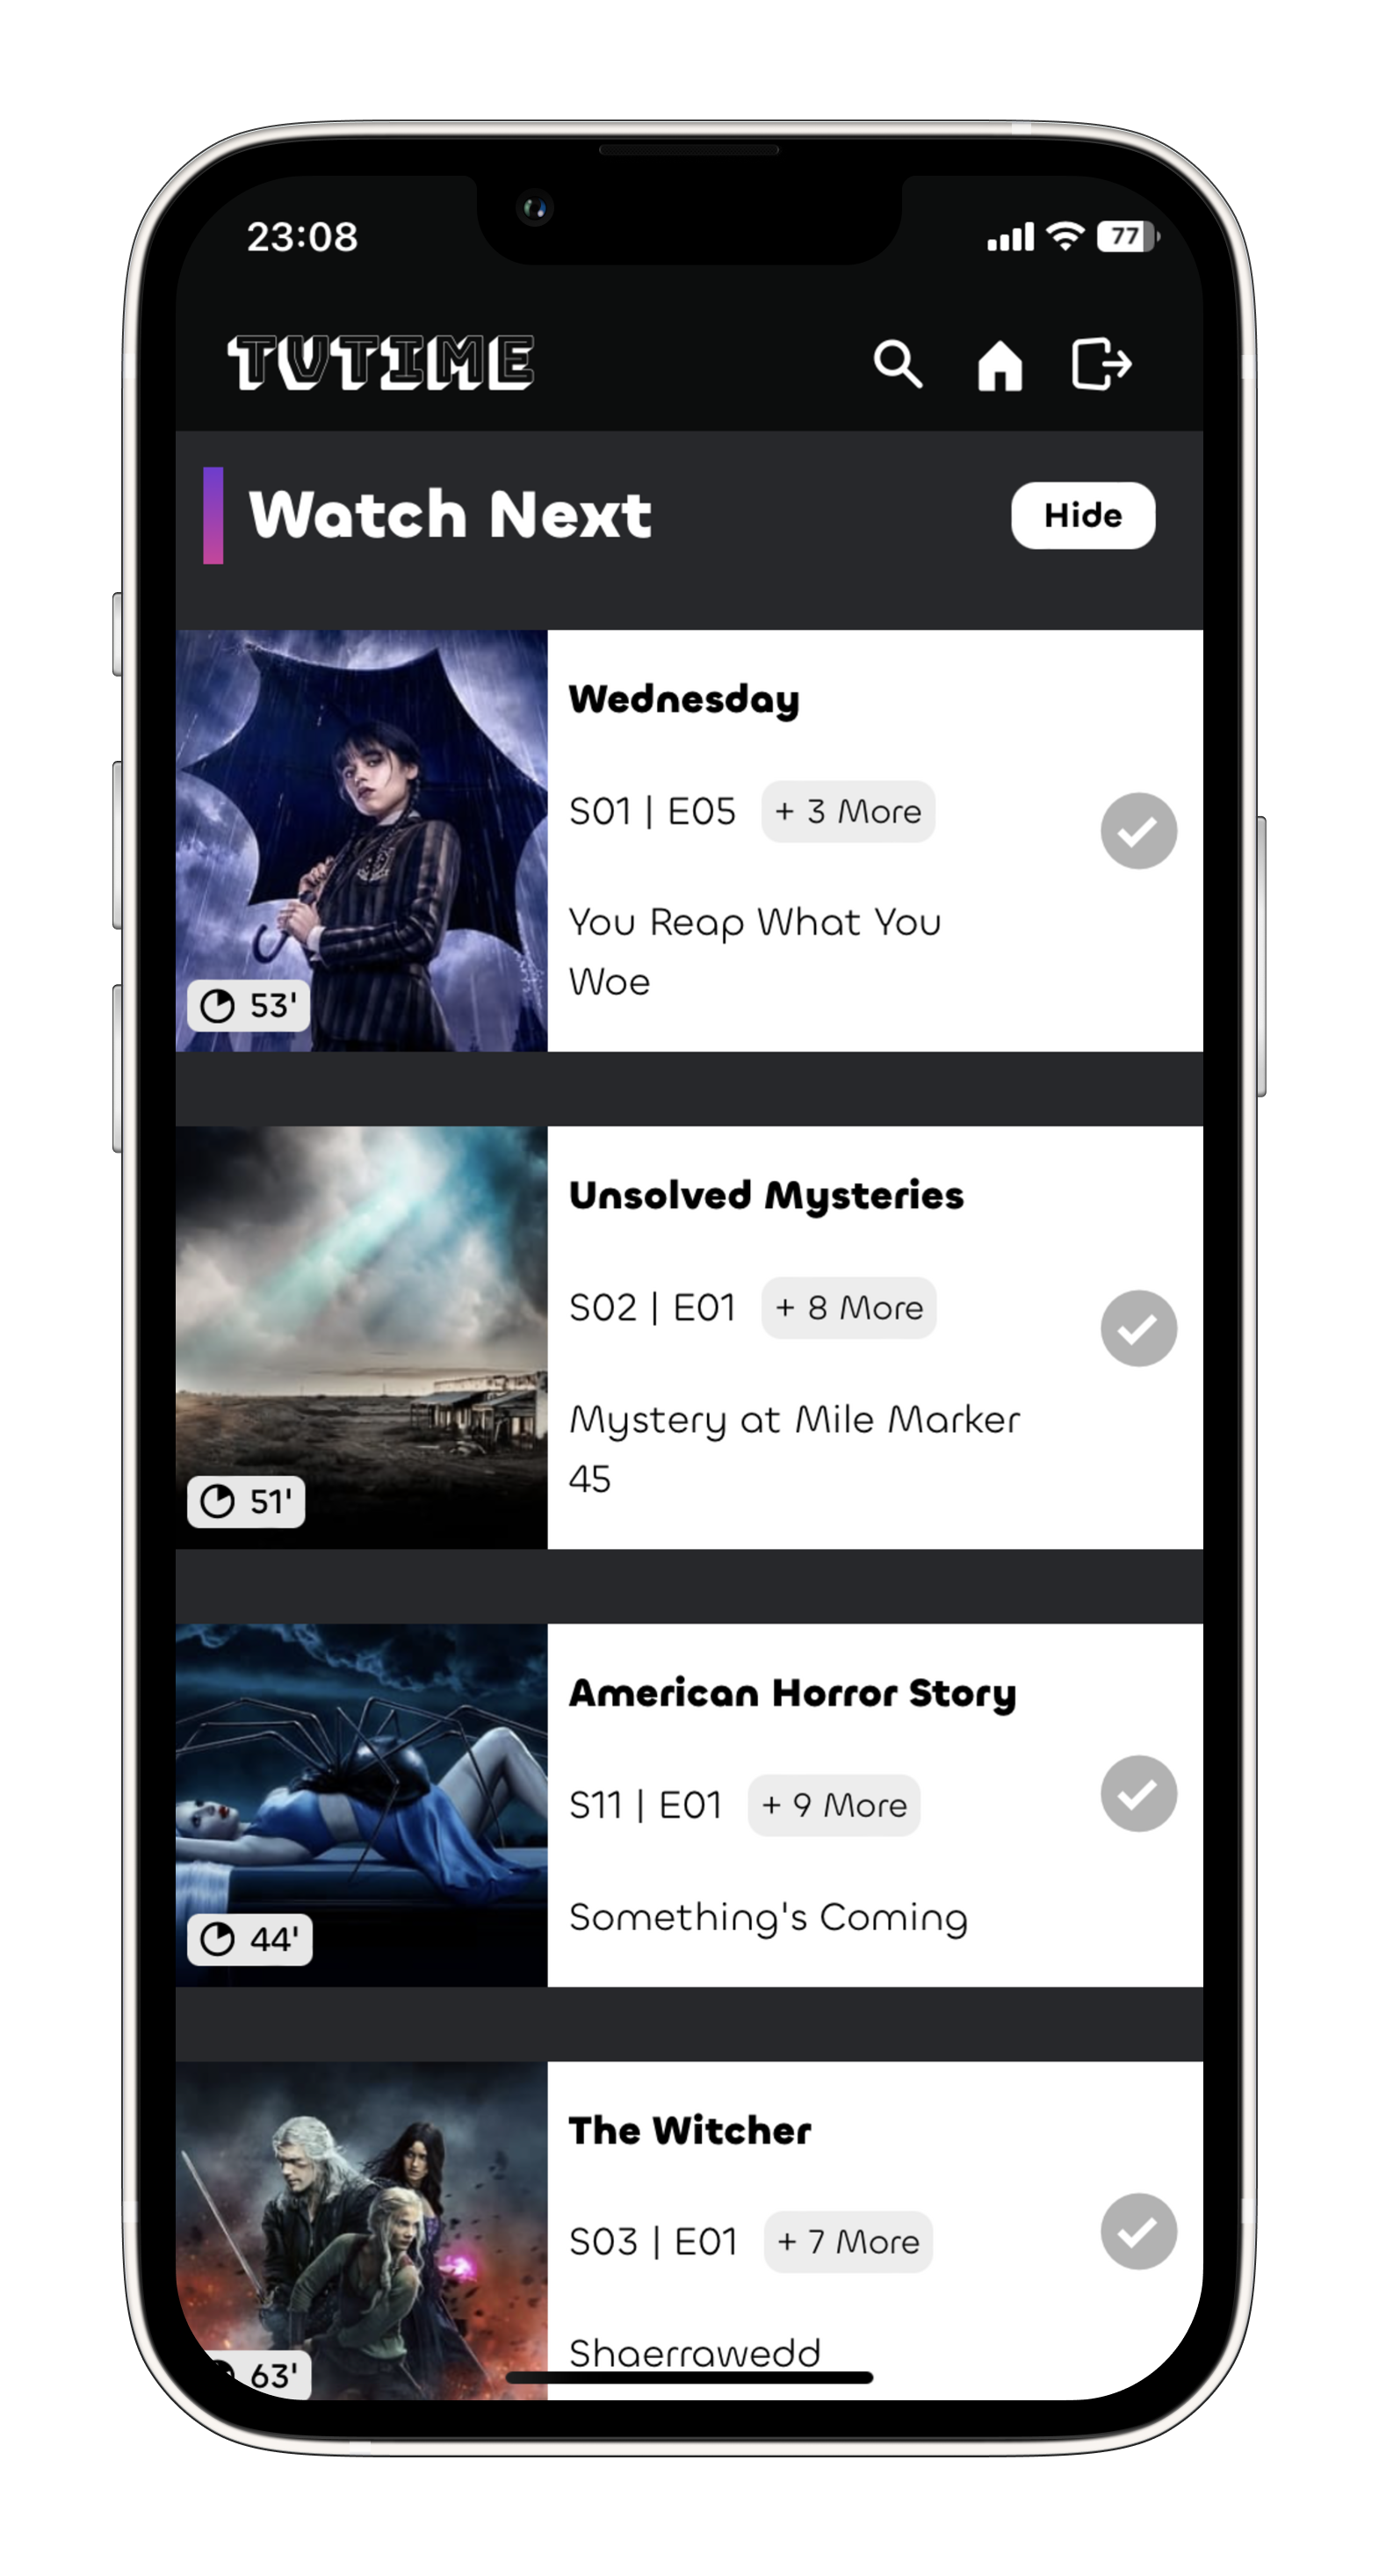 23:08
77
TVTIME
Watch Next
Hide
Wednesday
S01 | E05 + 3 More
You Reap What You
Woe
53'
Unsolved Mysteries
S02 | E01 + 8 More
Mystery at Mile Marker
45
51'
American Horror Story
S11 | E01 + 9 More
Something's Coming
44'
The Witcher
S03 | E01 + 7 More
Shaerrawedd
63'